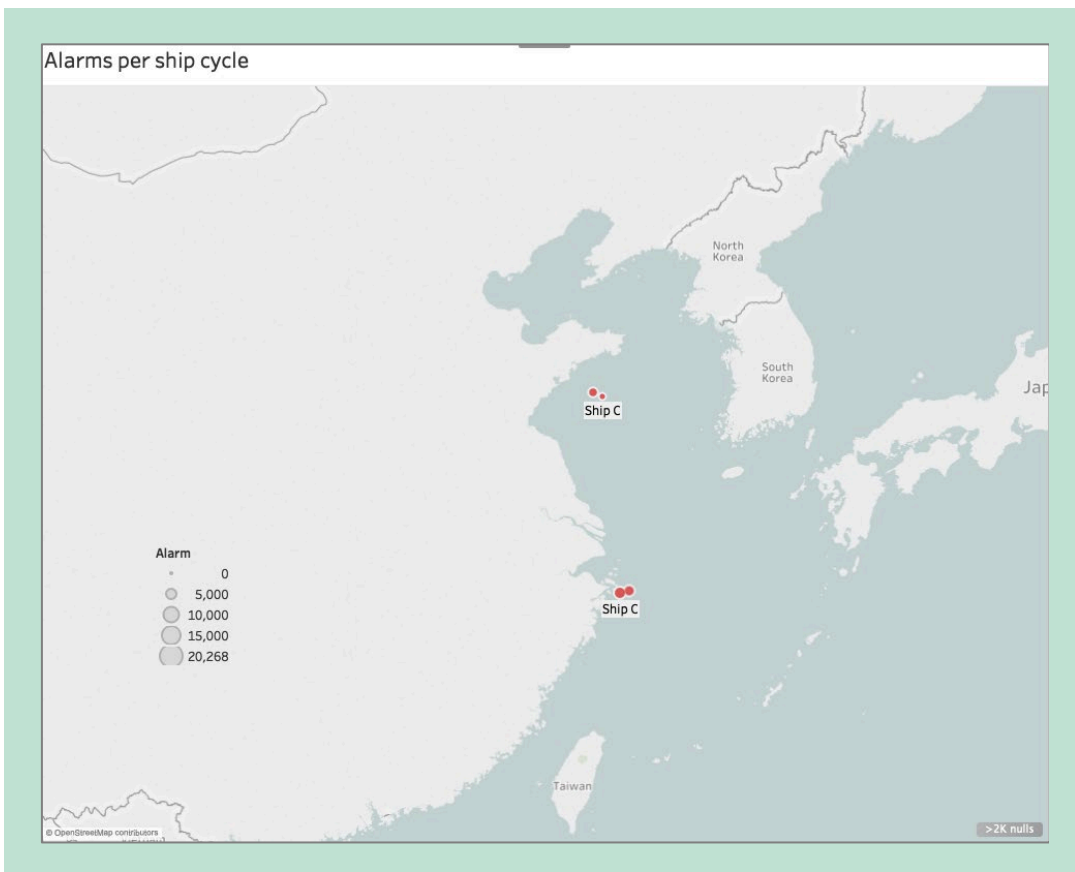 Alarms per ship cycle
North
Korea
South
Korea
Jap
Ship C
Alarm
0
5,000
10,000
15,000
20,268
Ship C
Taiwan
© OpenStreetMap contributors
>2K nulls